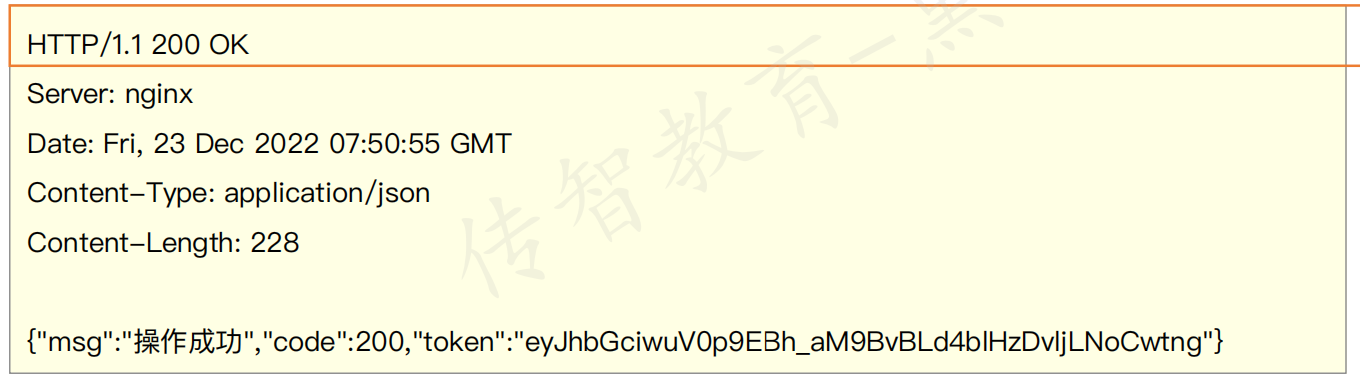 HTTP/1.1 200 OK
Server: nginx
Date: Fri, 23 Dec 2022 07:50:55 GMT
Content-Type: application/json
Content-Length: 228
{"msg":"操作成功","code":200,"token":"eyJhbGciwuV0p9EBh_aM9BvBLd4blHzDvljLNoCwtng"}
传智教育-黑